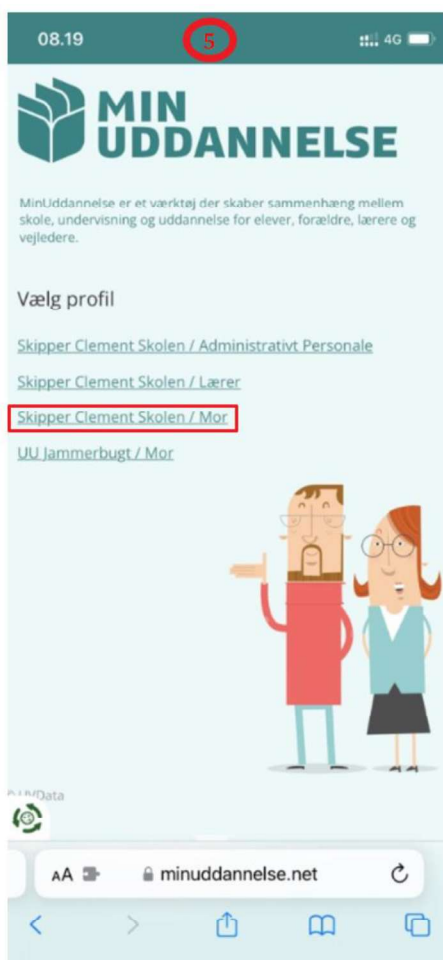 08.19
5
4G
MIN
UDDANNELSE
MinUddannelse er et værktøj der skaber sammenhæng mellem
skole, undervisning og uddannelse for elever, forældre, lærere og
vejledere.
Vælg profil
Skipper Clement Skolen / Administrativt Personale
Skipper Clement Skolen / Lærer
Skipper Clement Skolen / Mor
UU Jammerbugt / Mor
UVData
AA
minuddannelse.net